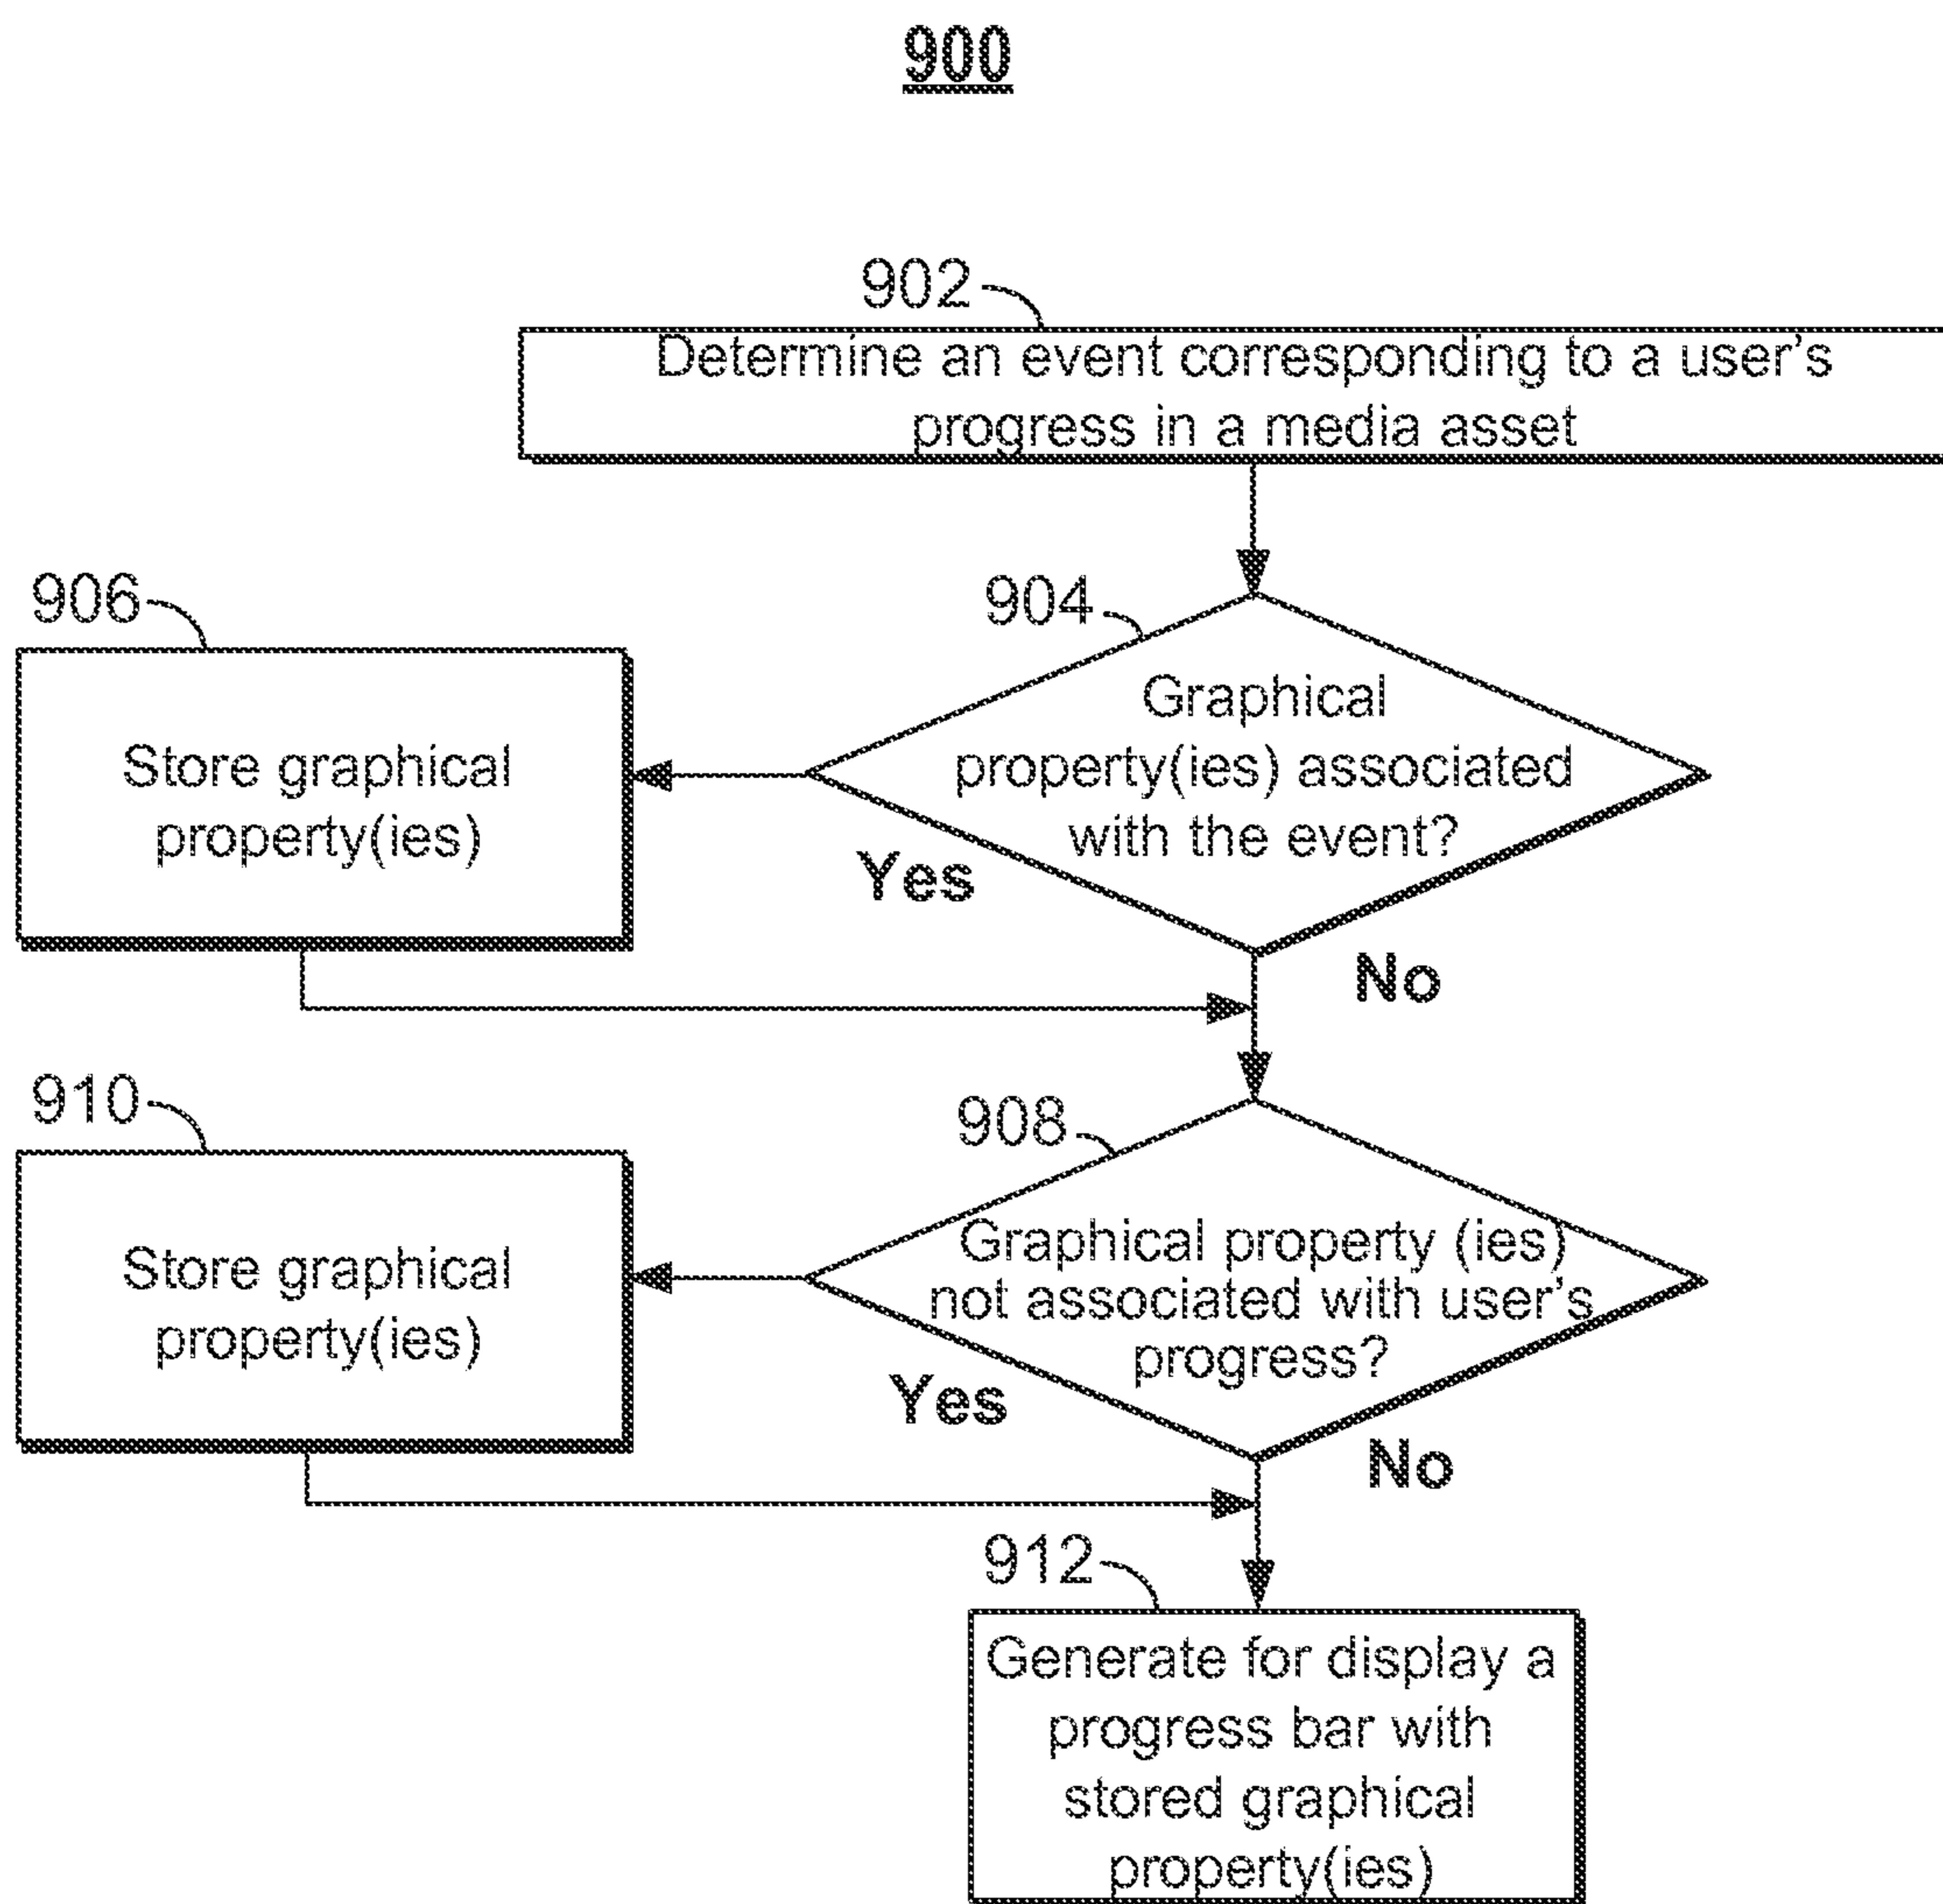 900
902
Determine an event corresponding to a user's
progress in a media asset
904
Graphical
property(ies) associated
with the event?
Yes
No
906
Store graphical
property(ies)
908
Graphical property (ies)
not associated with user's
progress?
Yes
No
910
Store graphical
property(ies)
912
Generate for display a
progress bar with
stored graphical
property(ies)